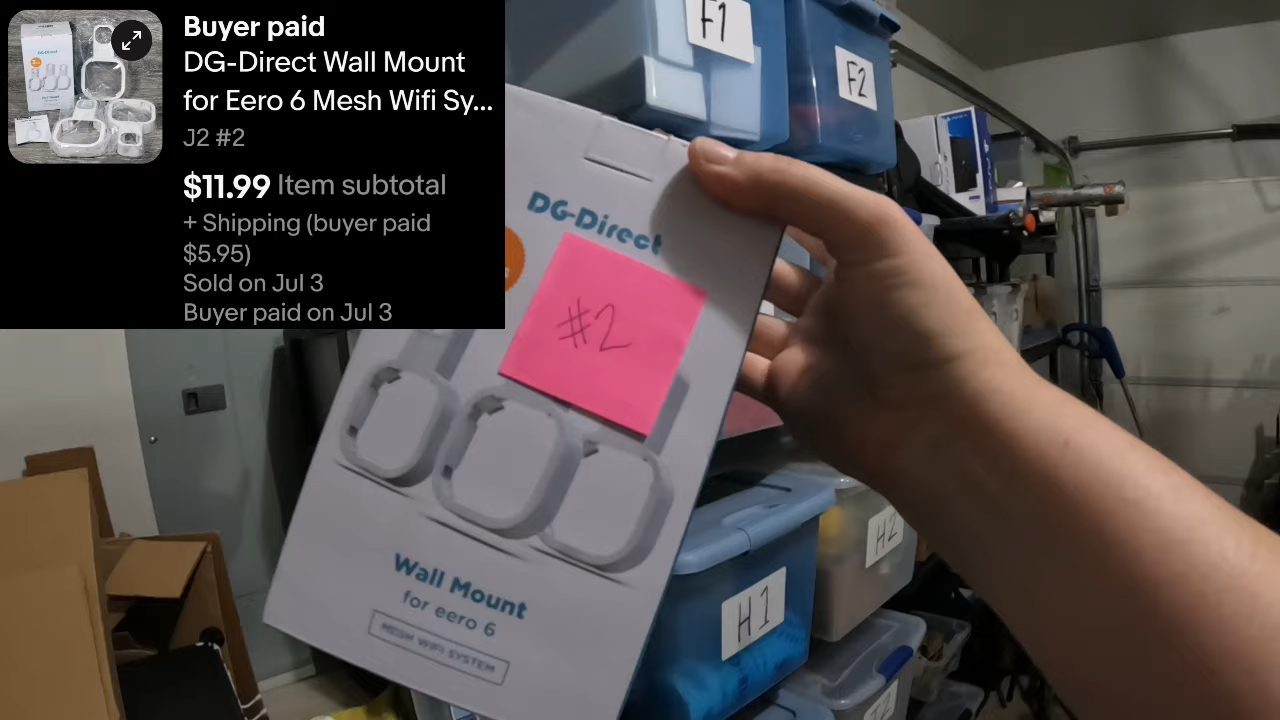 Buyer paid
DG-Direct Wall Mount
for Eero 6 Mesh Wifi Sy...
J2 #2
$11.99 Item subtotal
+ Shipping (buyer paid
$5.95)
Sold on Jul 3
Buyer paid on Jul 3
F1
F2
DG-Direct
#2
Wall Mount
for eero 6
MESH WIFI SYSTEM
H1
H2